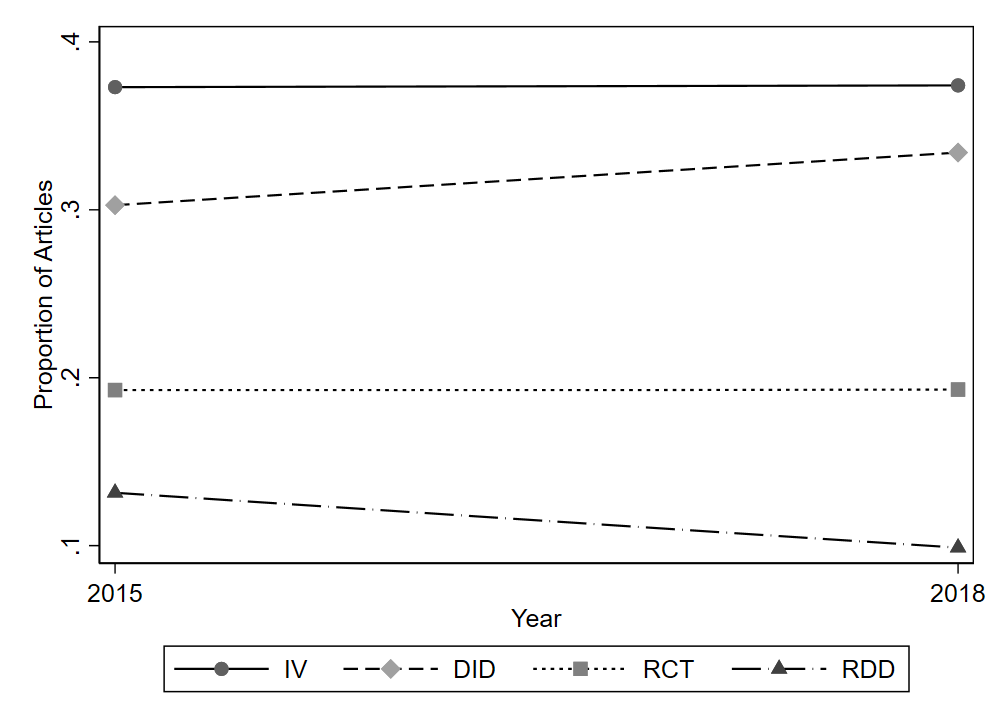 Proportion of Articles
.4
.3
.2
.1
2015 2018
Year
IV DID RCT RDD